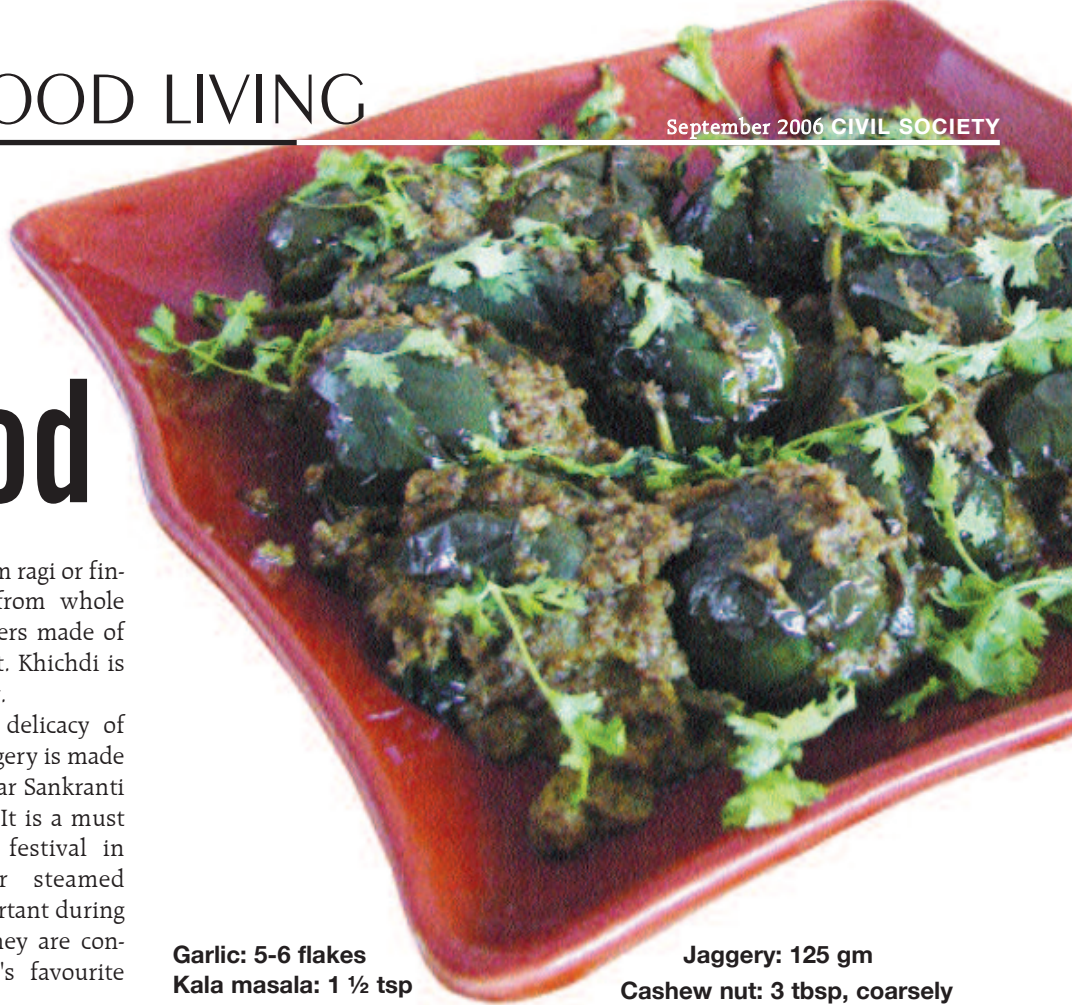 OOD LIVING
September 2006 CIVIL SOCIETY
od
m ragi or fin-
from whole
ers made of
t. Khichdi is
.
delicacy of
gery is made
ar Sankranti
It is a must
festival in
r steamed
rtant during
hey are con-
's favourite
Garlic: 5-6 flakes
Kala masala: 1 ½ tsp
Jaggery: 125 gm
Cashew nut: 3 tbsp, coarsely